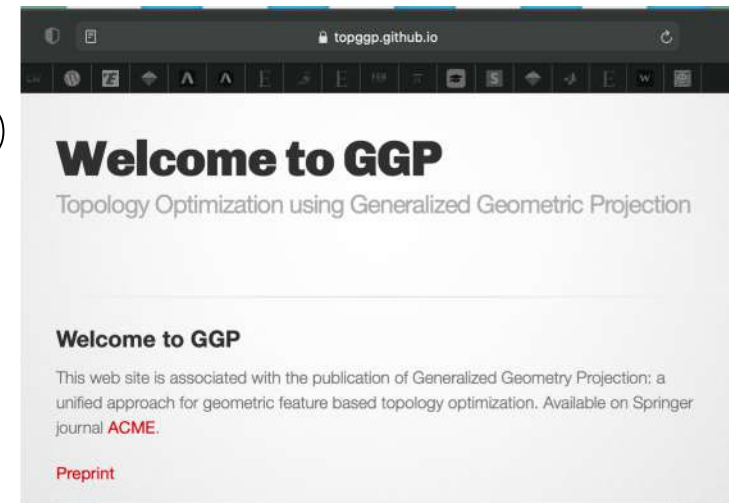 topggp.github.io
Welcome to GGP
Topology Optimization using Generalized Geometric Projection
Welcome to GGP
This web site is associated with the publication of Generalized Geometry Projection: a
unified approach for geometric feature based topology optimization. Available on Springer
journal ACME.
Preprint